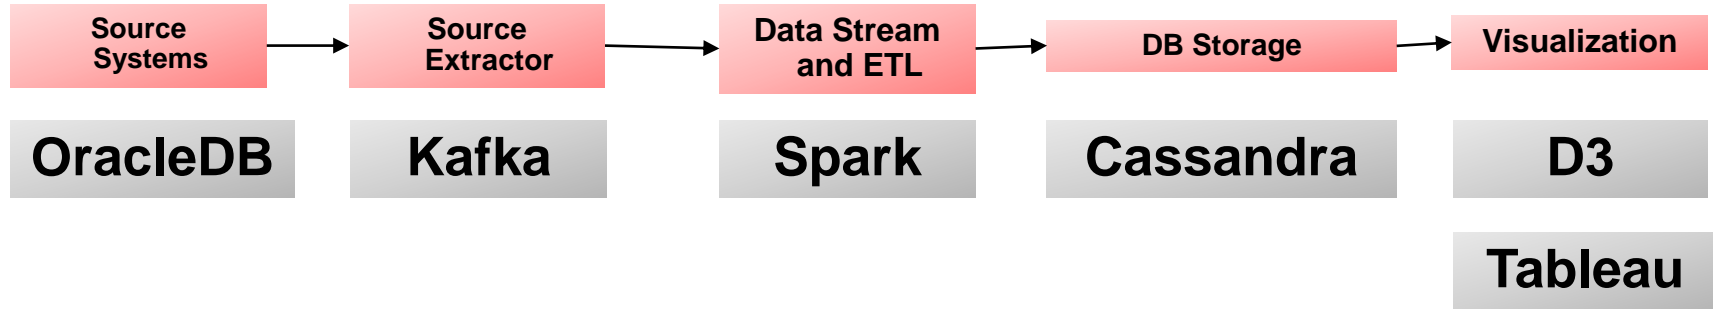 Source
Systems
Source
Extractor
Data Stream
and ETL
DB Storage
Visualization
OracleDB
Kafka
Spark
Cassandra
D3
Tableau